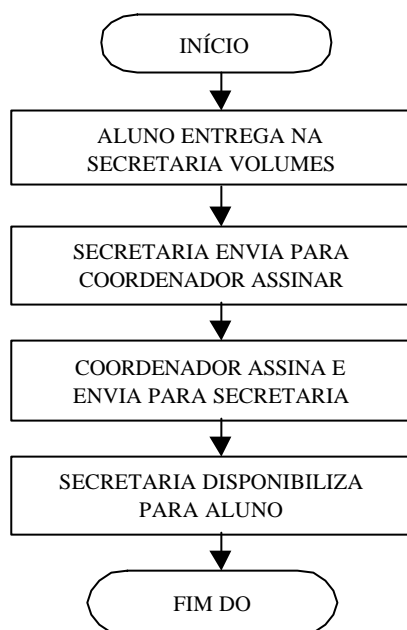 INÍCIO
ALUNO ENTREGA NA
SECRETARIA VOLUMES
SECRETARIA ENVIA PARA
COORDENADOR ASSINAR
COORDENADOR ASSINA E
ENVIA PARA SECRETARIA
SECRETARIA DISPONIBILIZA
PARA ALUNO
FIM DO